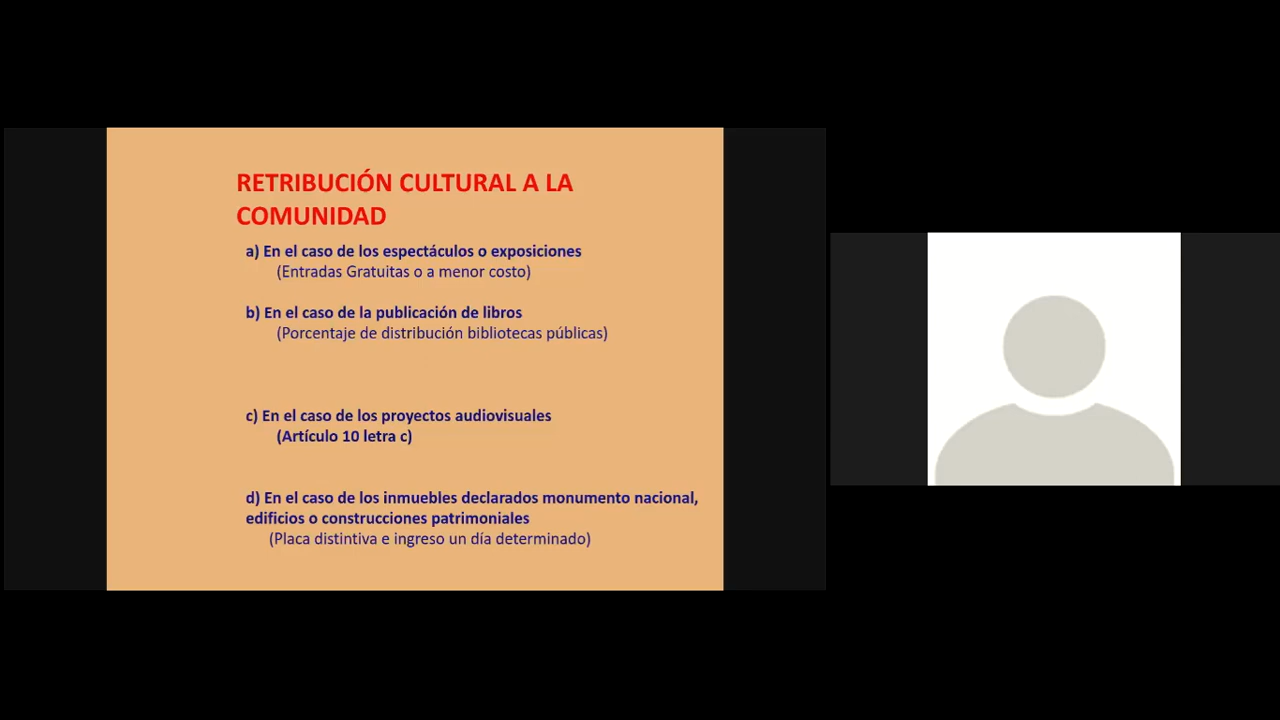 RETRIBUCIÓN CULTURAL A LA
COMUNIDAD
a) En el caso de los espectáculos o exposiciones
(Entradas Gratuitas o a menor costo)
b) En el caso de la publicación de libros
(Porcentaje de distribución bibliotecas públicas)
c) En el caso de los proyectos audiovisuales
(Artículo 10 letra c)
d) En el caso de los inmuebles declarados monumento nacional,
edificios o construcciones patrimoniales
(Placa distintiva e ingreso un día determinado)